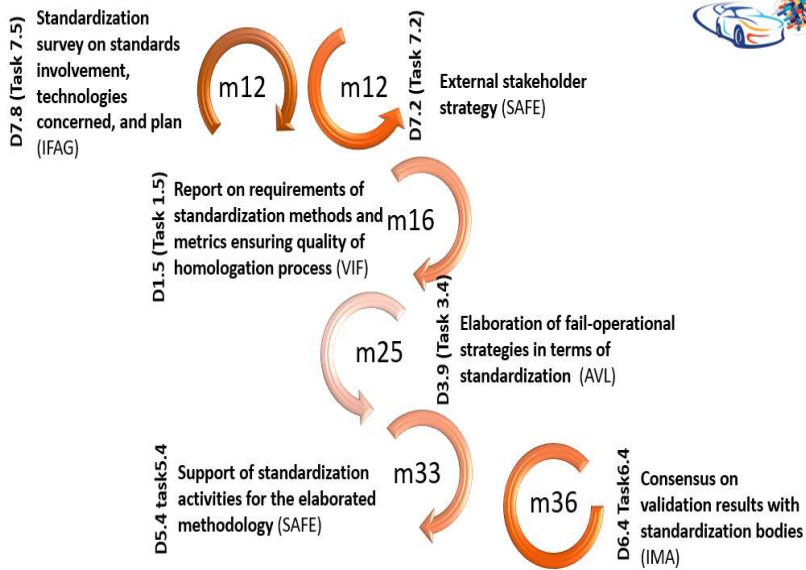 D7.8 (Task 7.5)
Standardization
survey on standards
involvement,
technologies
concerned, and plan
(IFAG)
m12
m12
D7.2 (Task 7.2)
External stakeholder
strategy (SAFE)
D1.5 (Task 1.5)
Report on requirements of
standardization methods and
metrics ensuring quality of
homologation process (VIF)
m16
m25
D3.9 (Task 3.4)
Elaboration of fail-operational
strategies in terms of
standardization (AVL)
D5.4 task5.4
Support of standardization
activities for the elaborated
methodology (SAFE)
m33
m36
D6.4 Task6.4
Consensus on
validation results with
standardization bodies
(IMA)